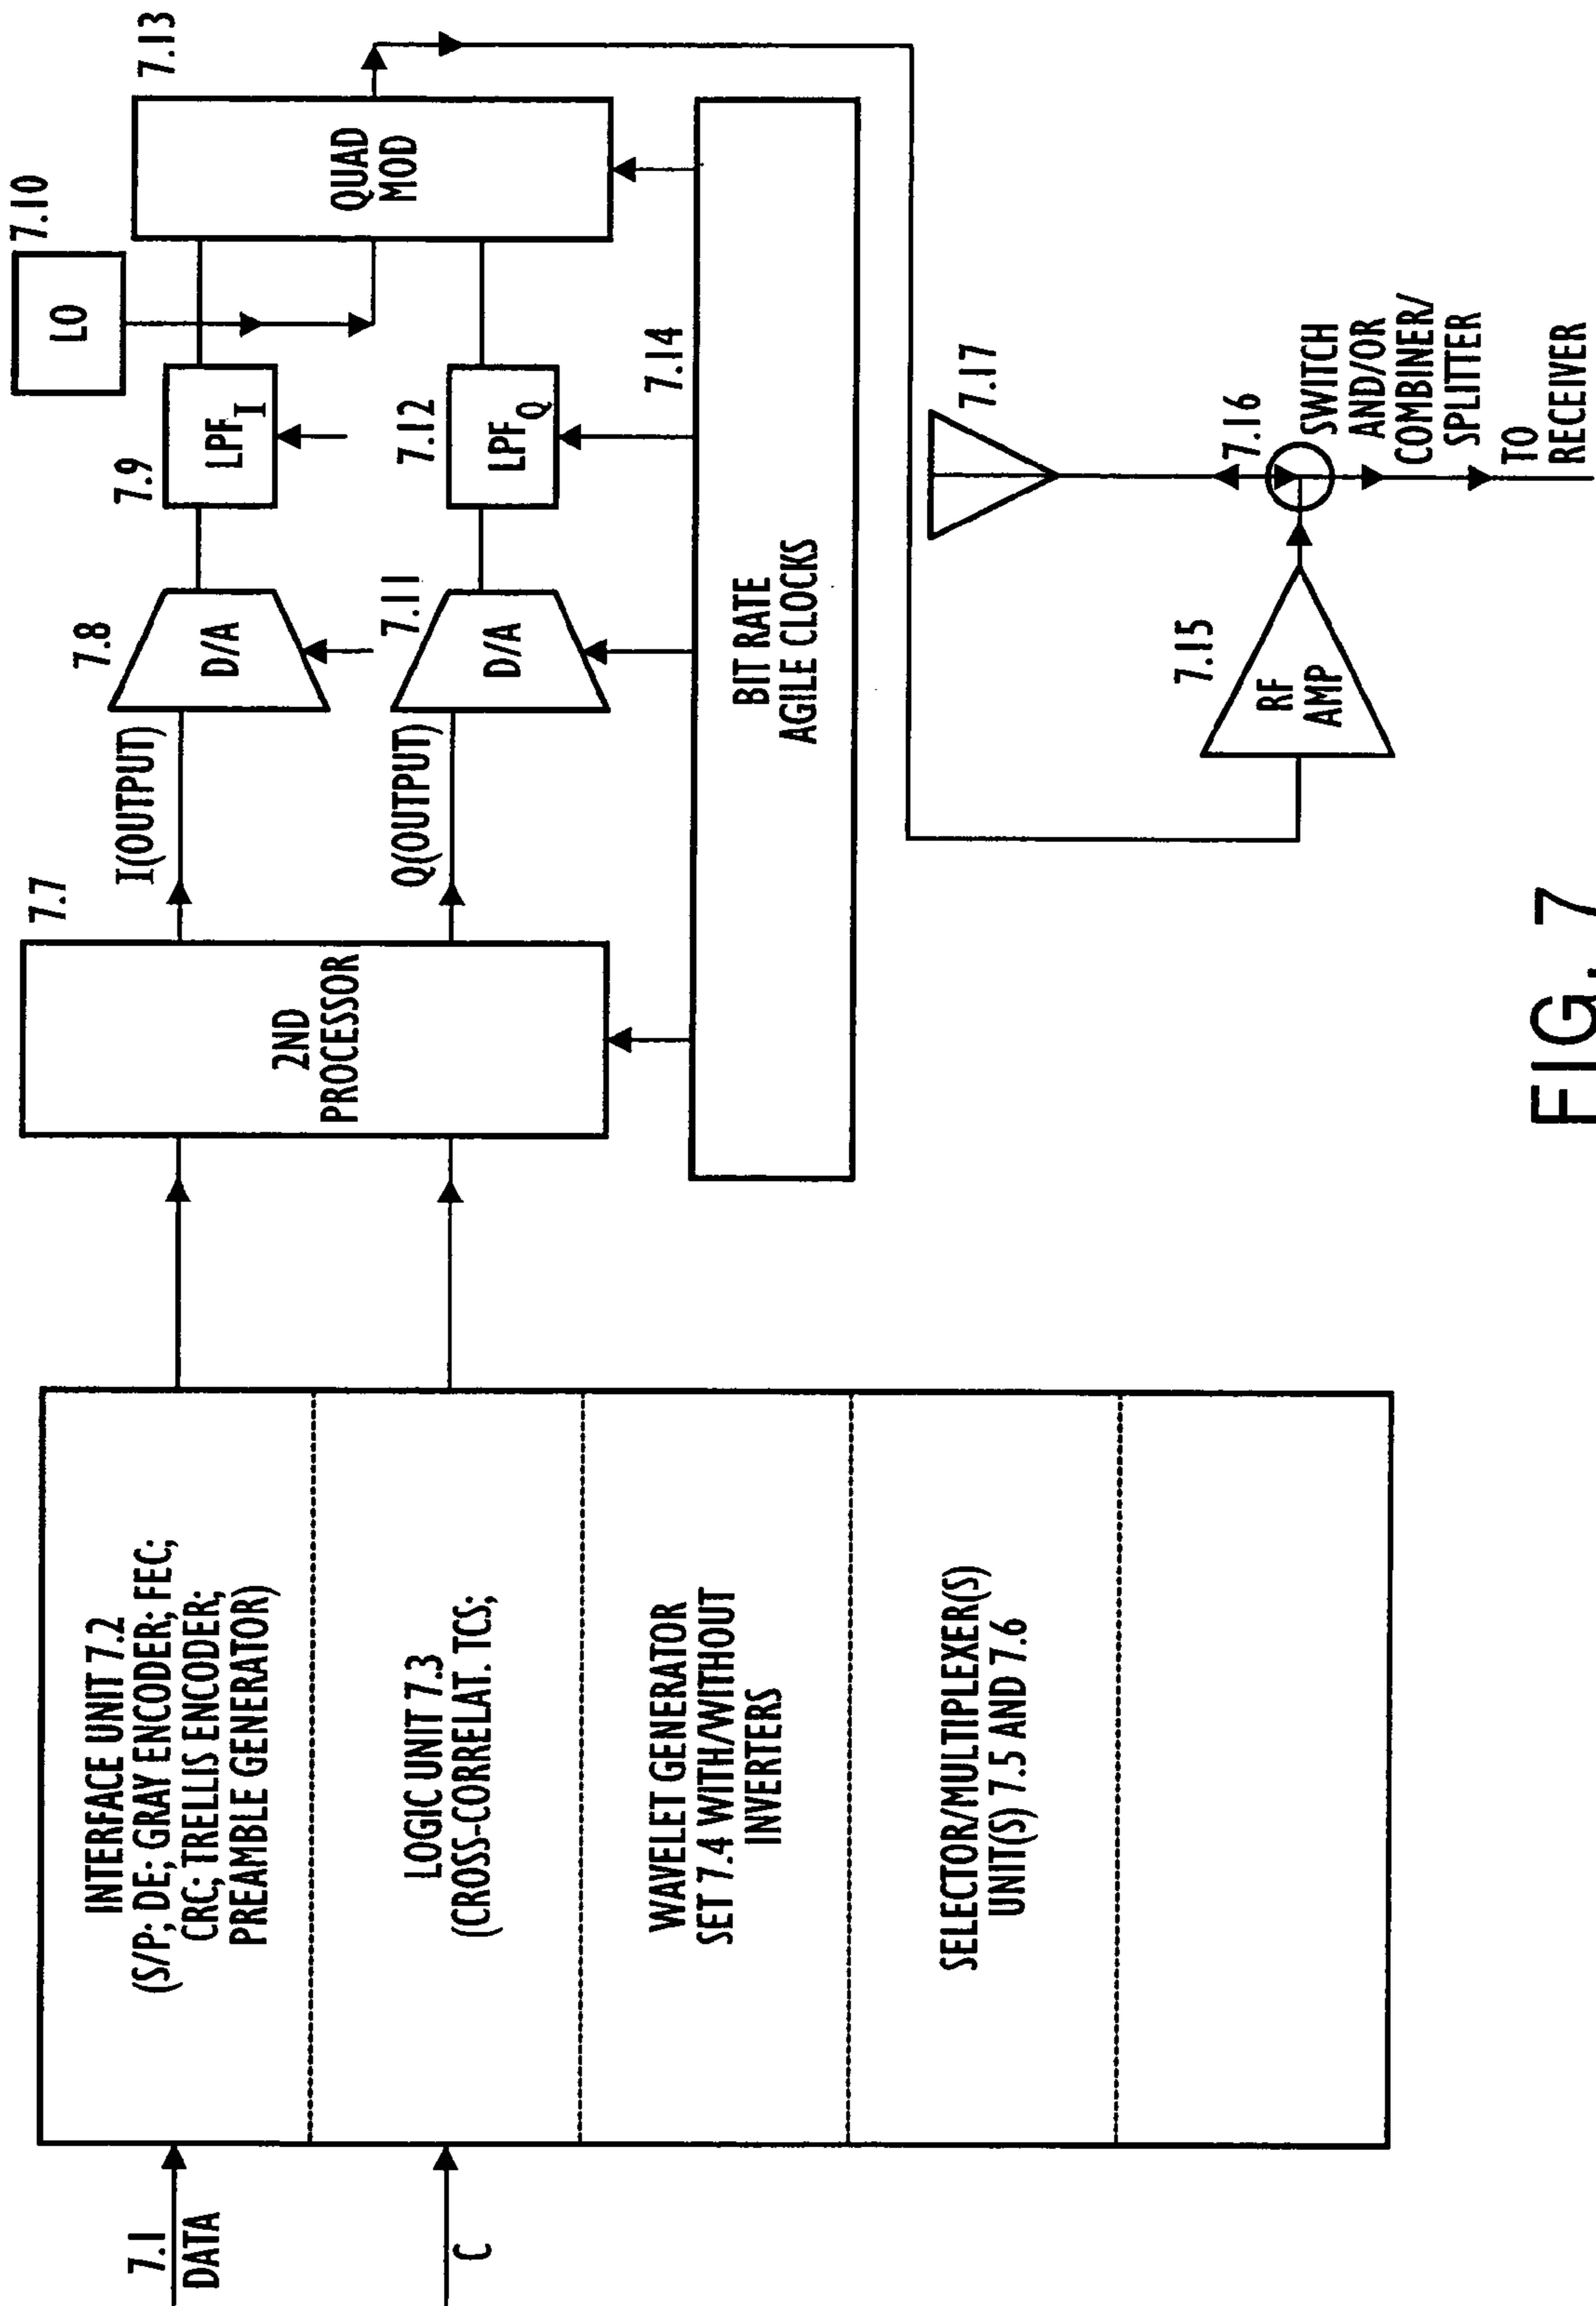 7.1
DATA
C
INTERFACE UNIT 7.2
(S/P; DE; GRAY ENCODER; FEC;
CRC; TRELLIS ENCODER;
PREAMBLE GENERATOR)
LOGIC UNIT 7.3
(CROSS-CORRELAT. TCS;
WAVELET GENERATOR
SET 7.4 WITH/WITHOUT
INVERTERS
SELECTOR/MULTIPLEXER(S)
UNIT(S) 7.5 AND 7.6
7.7
2ND
PROCESSOR
I(OUTPUT)
Q(OUTPUT)
7.8
D/A
7.11
D/A
7.9
LPF I
7.12
LPF Q
7.10
LO
7.13
QUAD
MOD
7.14
BIT RATE
AGILE CLOCKS
7.15
RF
AMP
7.17
7.16
SWITCH
AND/OR
COMBINER/
SPLITTER
TO
RECEIVER
FIG. 7